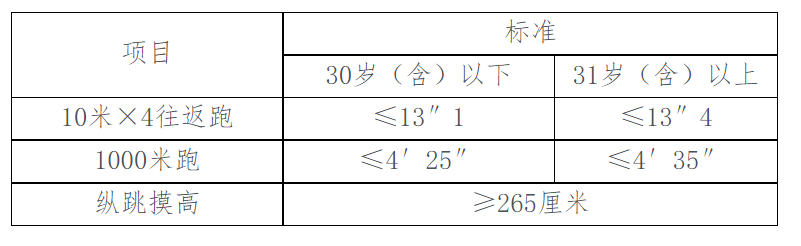 项目 标准
30岁（含）以下 31岁（含）以上
10米×4往返跑 ≤13″1 ≤13″4
1000米跑 ≤4′25″ ≤4′35″
纵跳摸高 ≥265厘米